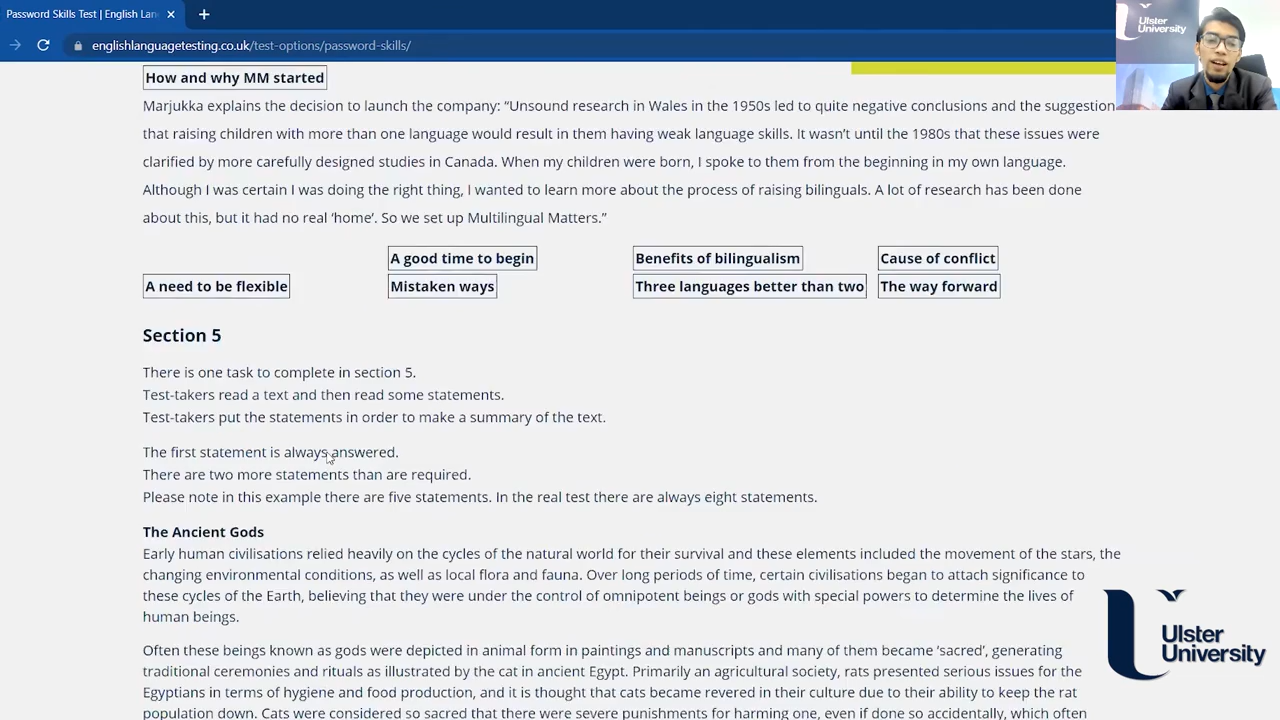 Password Skills Test | English Lan
englishlanguagetesting.co.uk/test-options/password-skills/
Ulster
University
How and why MM started
Marjukka explains the decision to launch the company: “Unsound research in Wales in the 1950s led to quite negative conclusions and the suggestion
that raising children with more than one language would result in them having weak language skills. It wasn’t until the 1980s that these issues were
clarified by more carefully designed studies in Canada. When my children were born, I spoke to them from the beginning in my own language.
Although I was certain I was doing the right thing, I wanted to learn more about the process of raising bilinguals. A lot of research has been done
about this, but it had no real ‘home’. So we set up Multilingual Matters.”
A good time to begin Benefits of bilingualism Cause of conflict
A need to be flexible Mistaken ways Three languages better than two The way forward
Section 5
There is one task to complete in section 5.
Test-takers read a text and then read some statements.
Test-takers put the statements in order to make a summary of the text.
The first statement is always answered.
There are two more statements than are required.
Please note in this example there are five statements. In the real test there are always eight statements.
The Ancient Gods
Early human civilisations relied heavily on the cycles of the natural world for their survival and these elements included the movement of the stars, the
changing environmental conditions, as well as local flora and fauna. Over long periods of time, certain civilisations began to attach significance to
these cycles of the Earth, believing that they were under the control of omnipotent beings or gods with special powers to determine the lives of
human beings.
Often these beings known as gods were depicted in animal form in paintings and manuscripts and many of them became ‘sacred’, generating
traditional ceremonies and rituals as illustrated by the cat in ancient Egypt. Primarily an agricultural society, rats presented serious issues for the
Egyptians in terms of hygiene and food production, and it is thought that cats became revered in their culture due to their ability to keep the rat
population down. Cats were considered so sacred that there were severe punishments for harming one, even if done so accidentally, which often
Ulster
University